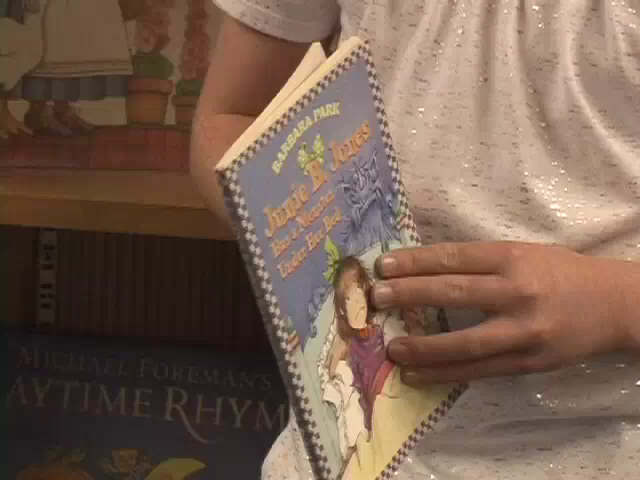 BARBARA PARK
Junie B. Jones
Has a Monster
Under Her Bed
MICHAEL FOREMAN'S
AYTIME RHYM